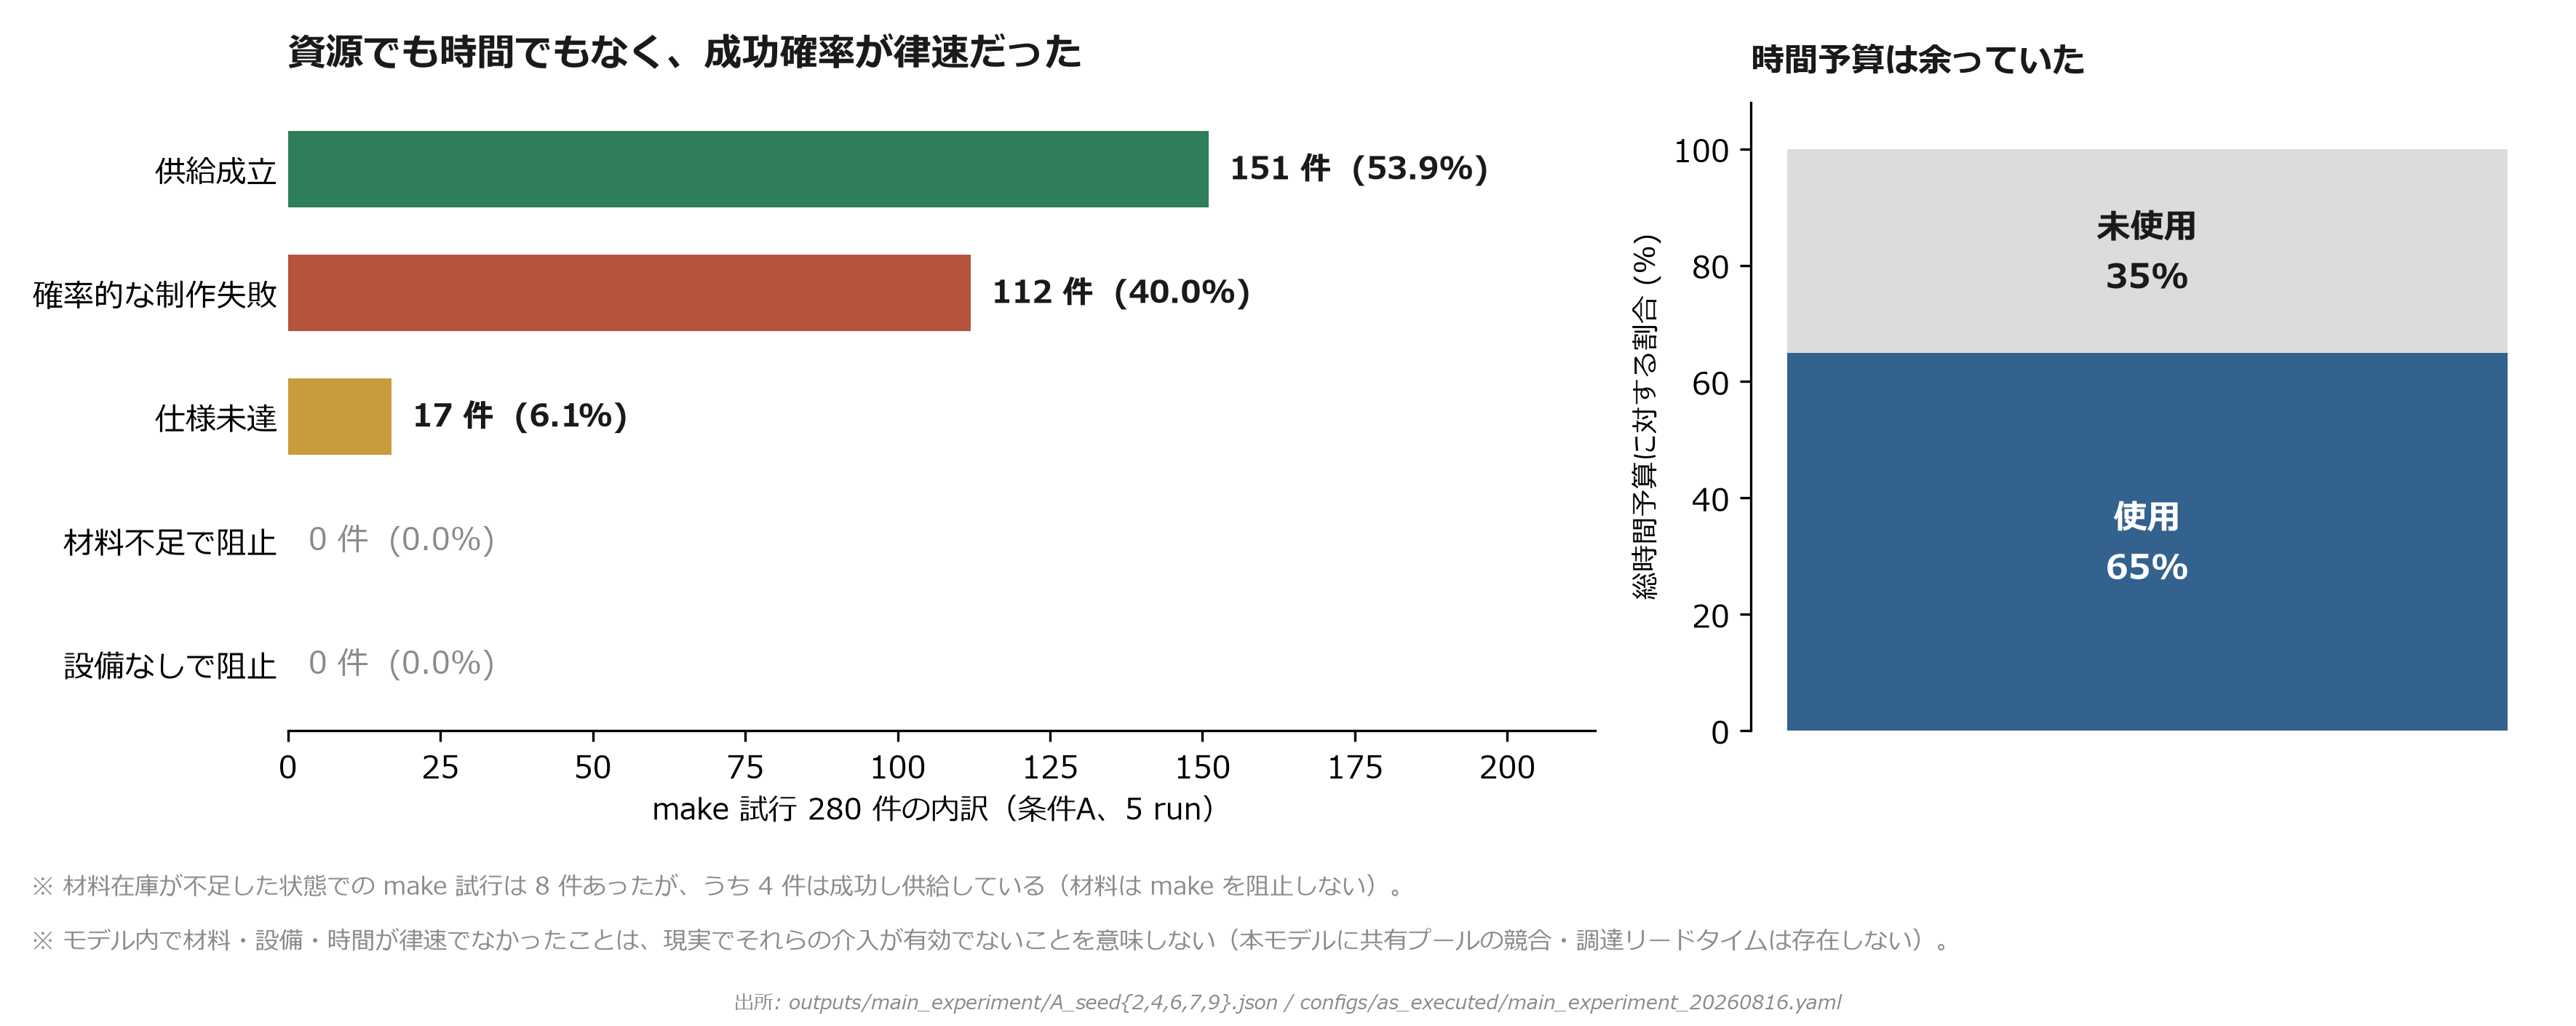 資源でも時間でもなく、成功確率が律速だった
供給成立
151 件 (53.9%)
確率的な制作失敗
112 件 (40.0%)
仕様未達
17 件 (6.1%)
材料不足で阻止
0 件 (0.0%)
設備なしで阻止
0 件 (0.0%)
0 25 50 75 100 125 150 175 200
make 試行 280 件の内訳（条件A、5 run）
時間予算は余っていた
総時間予算に対する割合 (%)
100
80
60
40
20
0
未使用
35%
使用
65%
※ 材料在庫が不足した状態での make 試行は 8 件あったが、うち 4 件は成功し供給している（材料は make を阻止しない）。
※ モデル内で材料・設備・時間が律速でなかったことは、現実でそれらの介入が有効でないことを意味しない（本モデルに共有プールの競合・調達リードタイムは存在しない）。
出所: outputs/main_experiment/A_seed{2,4,6,7,9}.json / configs/as_executed/main_experiment_20260816.yaml